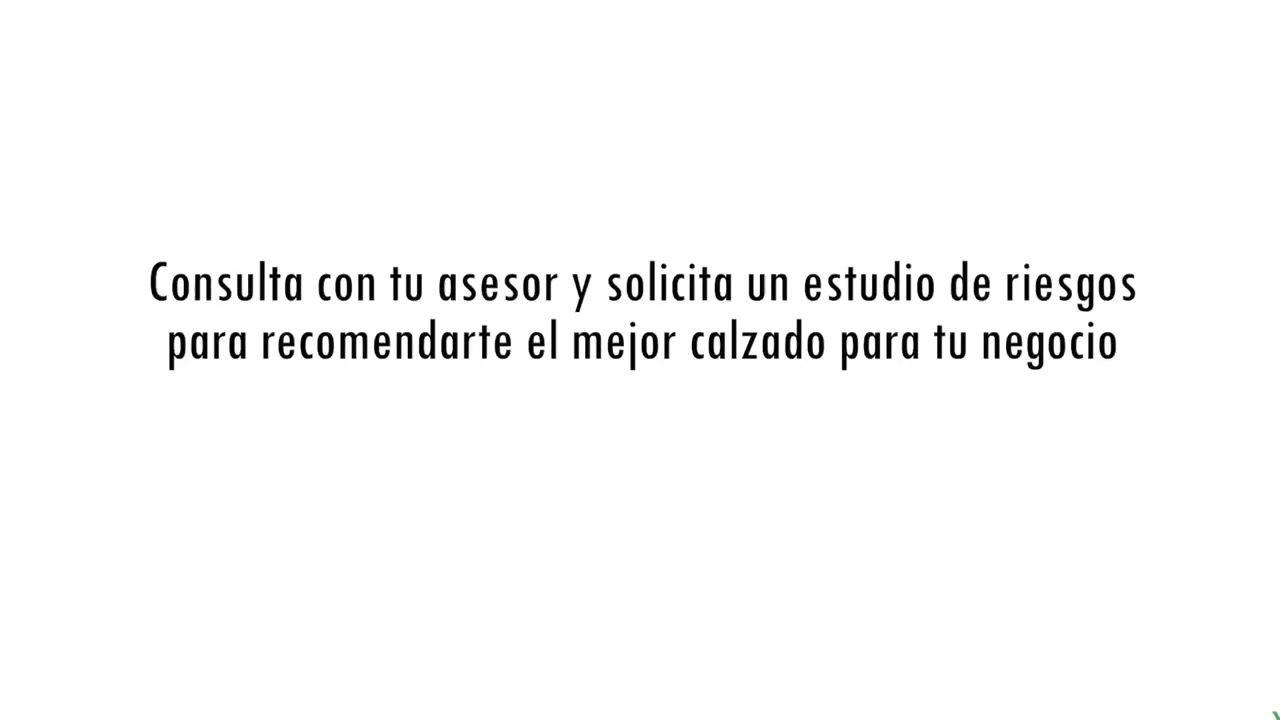 Consulta con tu asesor y solicita un estudio de riesgos
para recomendarte el mejor calzado para tu negocio